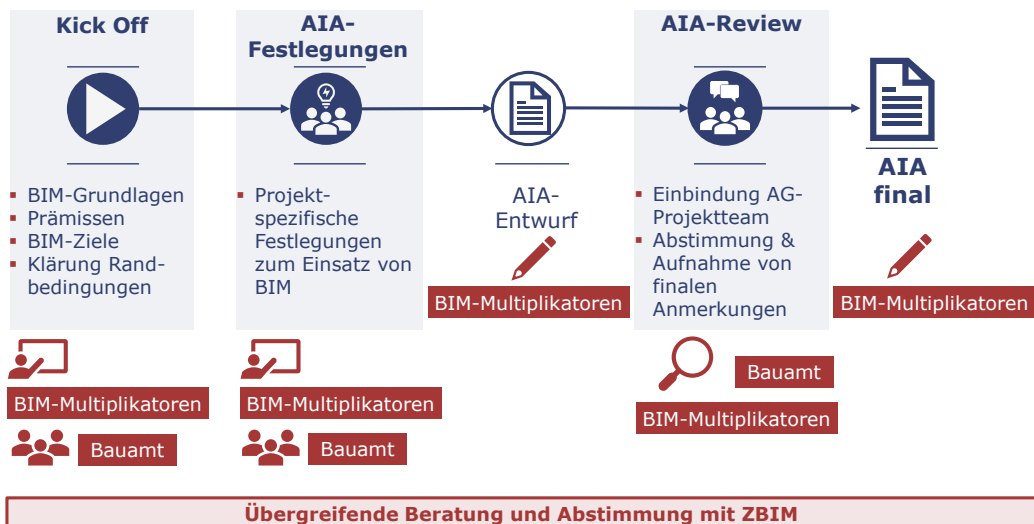 Kick Off
▪ BIM-Grundlagen
▪ Prämissen
▪ BIM-Ziele
▪ Klärung Rand-
bedingungen
BIM-Multiplikatoren
Bauamt
AIA-
Festlegungen
▪ Projekt-
spezifische
Festlegungen
zum Einsatz von
BIM
BIM-Multiplikatoren
Bauamt
AIA-
Entwurf
BIM-Multiplikatoren
AIA-Review
▪ Einbindung AG-
Projektteam
▪ Abstimmung &
Aufnahme von
finalen
Anmerkungen
Bauamt
BIM-Multiplikatoren
AIA
final
BIM-Multiplikatoren
Übergreifende Beratung und Abstimmung mit ZBIM